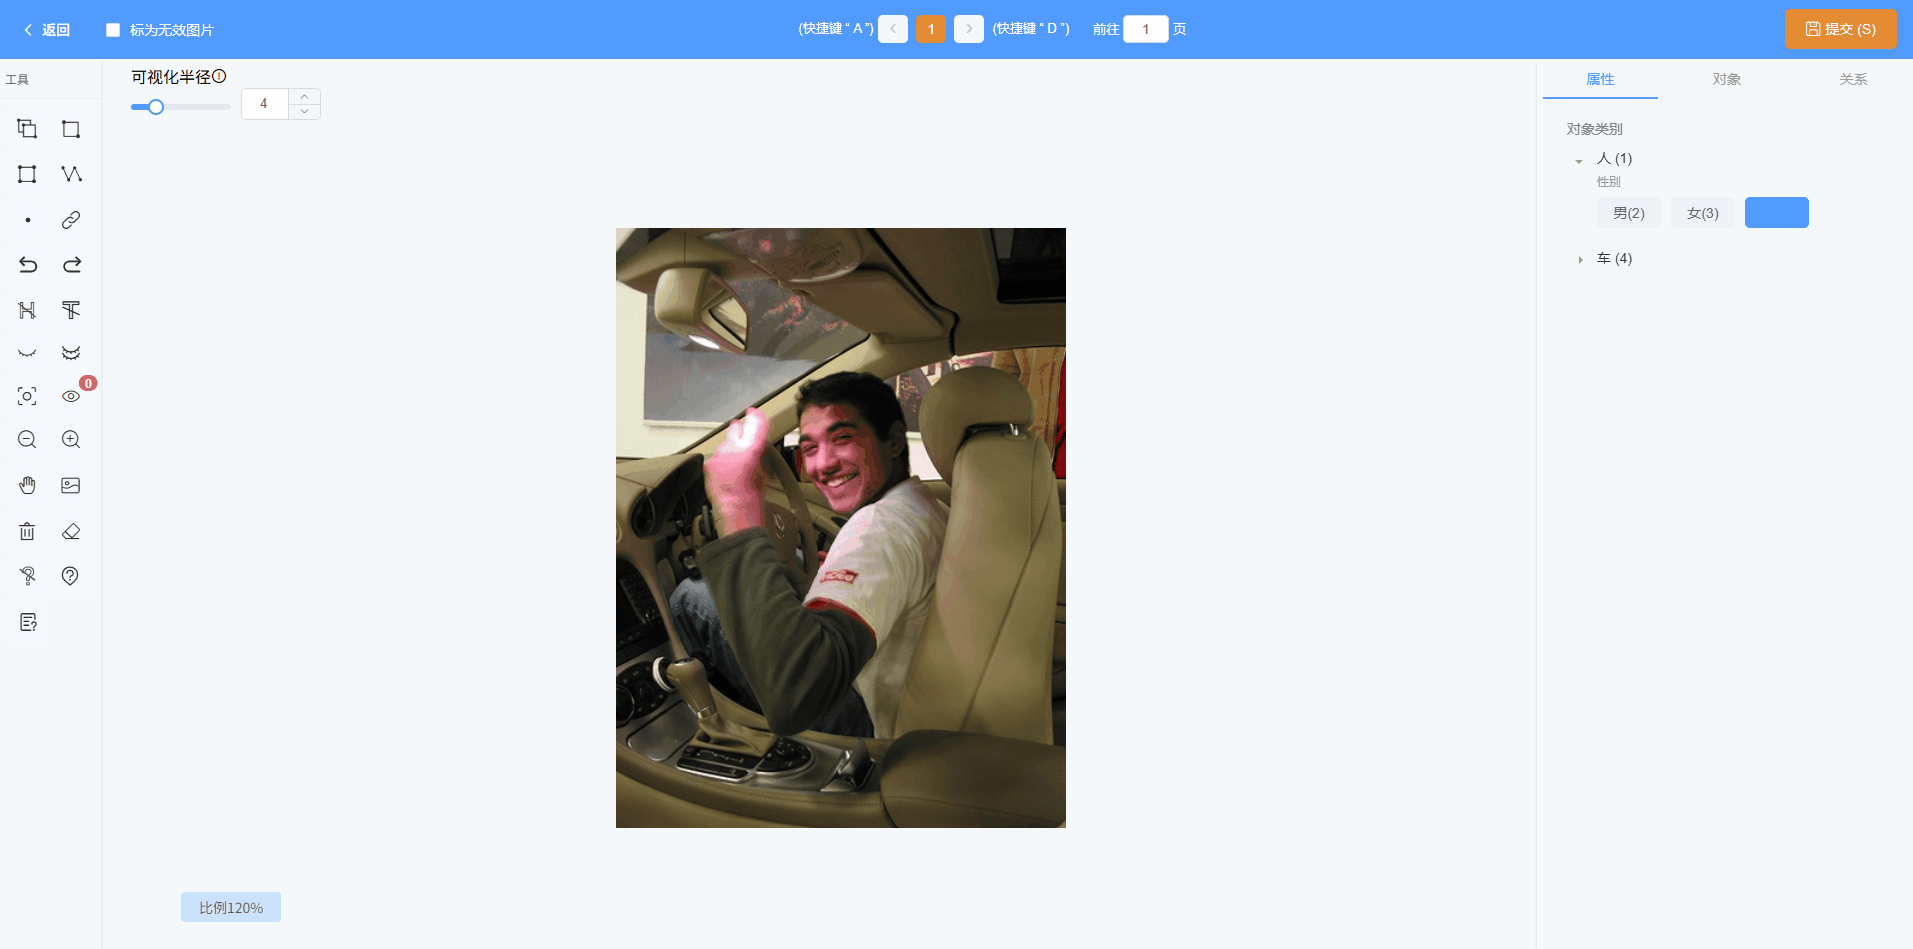 返回
标为无效图片
(快捷键 “ A ”)
1
(快捷键 “ D ”)
前往 1 页
提交 (S)
工具
可视化半径
4
0
比例120%
属性
对象
关系
对象类别
人 (1)
性别
男(2)
女(3)
车 (4)